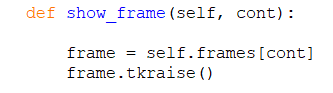 def show_frame(self, cont):
frame = self.frames[cont]
frame.tkraise()